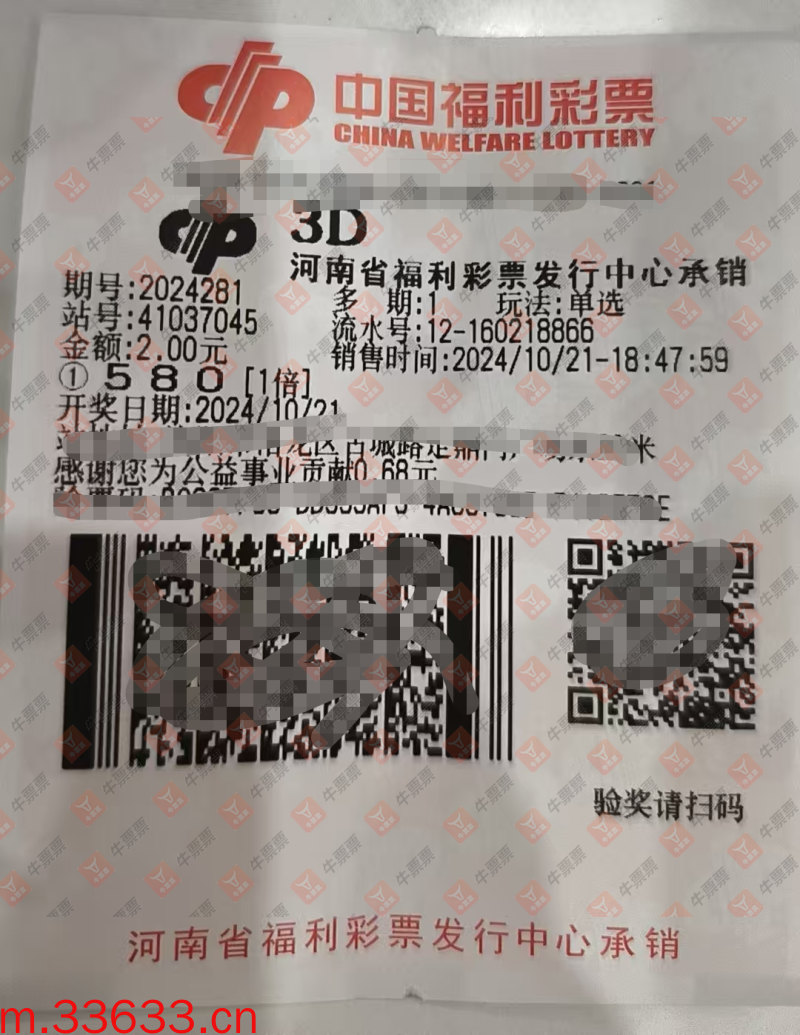 中国福利彩票
CHINA WELFARE LOTTERY
3D
河南省福利彩票发行中心承销
期号:2024281 多 期:1 玩法:单选
站号:41037045 流水号:12-160218866
金额:2.00元 销售时间:2024/10/21-18:47:59
① 5 8 0 [1倍]
开奖日期:2024/10/21
感谢您为公益事业贡献0.68元
验奖请扫码
河南省福利彩票发行中心承销
牛票票
m.33633.cn